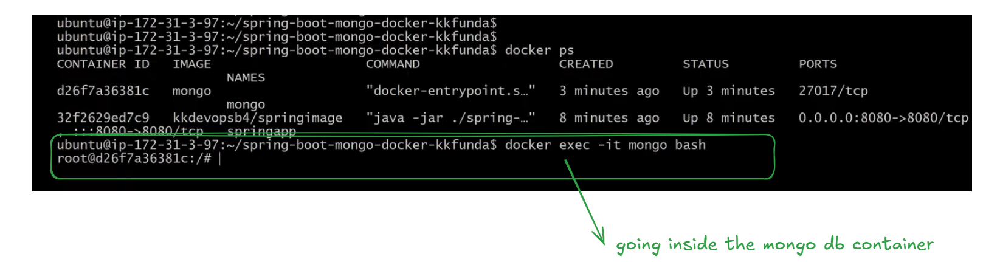 ubuntu@ip-172-31-3-97:~/spring-boot-mongo-docker-kkfunda$
ubuntu@ip-172-31-3-97:~/spring-boot-mongo-docker-kkfunda$
ubuntu@ip-172-31-3-97:~/spring-boot-mongo-docker-kkfunda$ docker ps
CONTAINER ID IMAGE COMMAND CREATED STATUS PORTS
NAMES
d26f7a36381c mongo "docker-entrypoint.s…" 3 minutes ago Up 3 minutes 27017/tcp
mongo
32f2629ed7c9 kkdevopsb4/springimage "java -jar ./spring-…" 8 minutes ago Up 8 minutes 0.0.0.0:8080->8080/tcp
, :::8080->8080/tcp springapp
ubuntu@ip-172-31-3-97:~/spring-boot-mongo-docker-kkfunda$ docker exec -it mongo bash
root@d26f7a36381c:/#
going inside the mongo db container